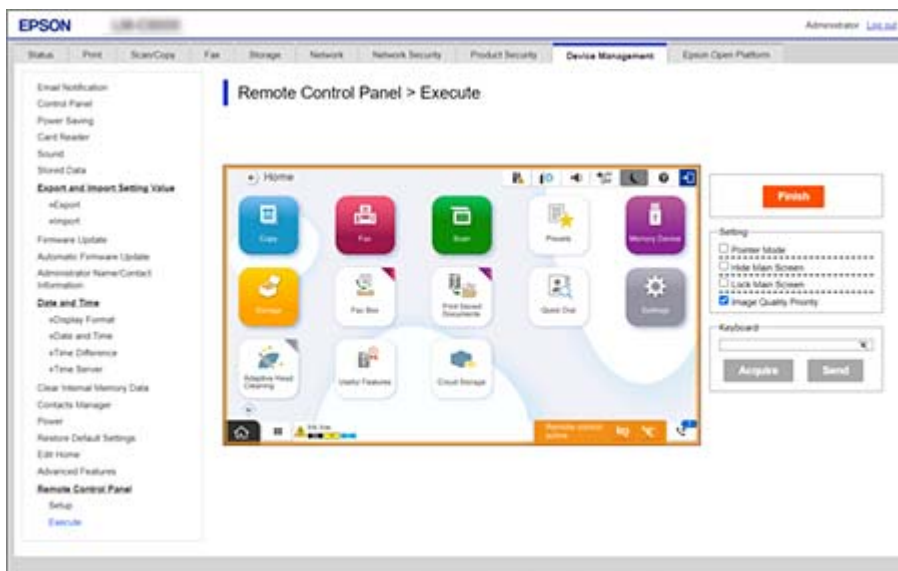 EPSON
Administrator Log out
Status Print Scan/Copy Fax Storage Network Network Security Product Security Device Management Epson Open Platform
Email Notification
Control Panel
Power Saving
Card Reader
Sound
Stored Data
Export and Import Setting Value
»Export
»Import
Firmware Update
Automatic Firmware Update
Administrator Name/Contact
Information
Date and Time
»Display Format
»Date and Time
»Time Difference
»Time Server
Clear Internal Memory Data
Contacts Manager
Power
Restore Default Settings
Edit Home
Advanced Features
Remote Control Panel
Setup
Execute
Remote Control Panel > Execute
Home
Copy Fax Scan Presets Memory Device
Storage Fax Box Print Stored
Documents Quick Dial Settings
Adaptive Head
Cleaning Useful Features Cloud Storage
Remote control
active
Finish
Setting
Pointer Mode
Hide Main Screen
Lock Main Screen
Image Quality Priority
Keyboard
Acquire Send